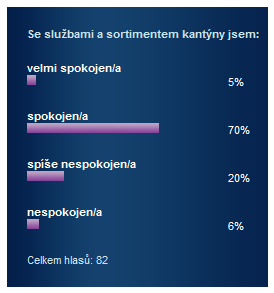 Se službami a sortimentem kantýny jsem:
velmi spokojen/a
5%
spokojen/a
70%
spíše nespokojen/a
20%
nespokojen/a
6%
Celkem hlasů: 82